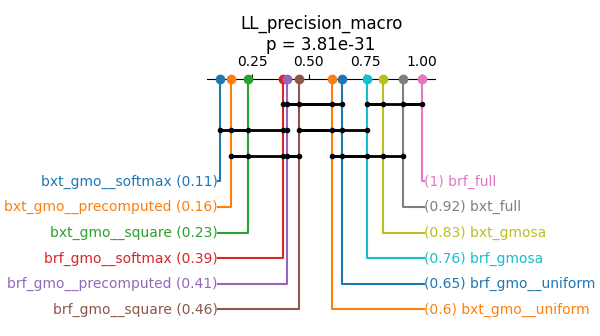 LL_precision_macro
p = 3.81e-31
0.25 0.50 0.75 1.00
bxt_gmo__softmax (0.11) (1) brf_full
bxt_gmo__precomputed (0.16) (0.92) bxt_full
bxt_gmo__square (0.23) (0.83) bxt_gmosa
brf_gmo__softmax (0.39) (0.76) brf_gmosa
brf_gmo__precomputed (0.41) (0.65) brf_gmo__uniform
brf_gmo__square (0.46) (0.6) bxt_gmo__uniform